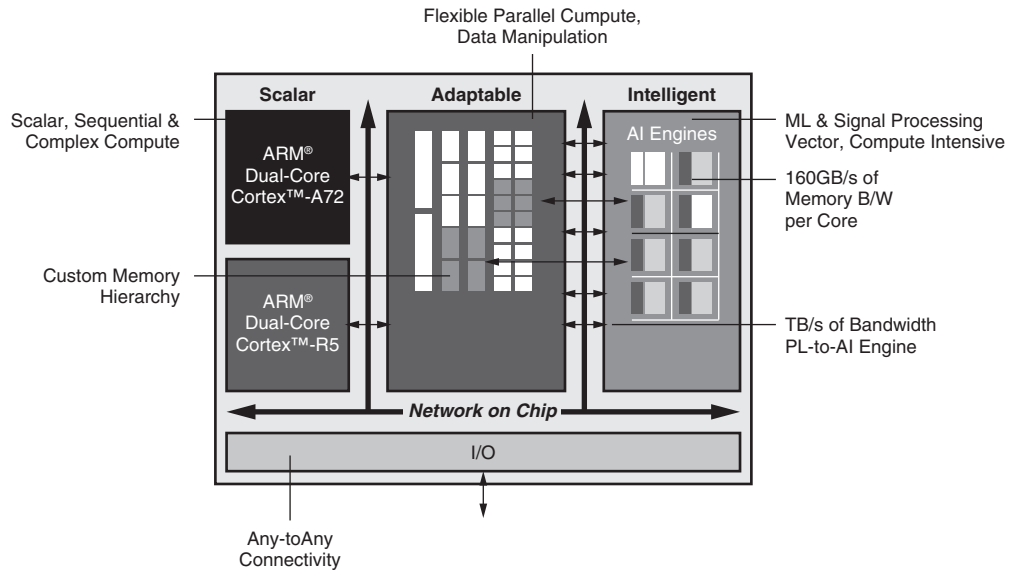 Flexible Parallel Cumpute,
Data Manipulation
Scalar
Adaptable
Intelligent
Scalar, Sequential &
Complex Compute
ARM®
Dual-Core
Cortex™-A72
AI Engines
ML & Signal Processing
Vector, Compute Intensive
160GB/s of
Memory B/W
per Core
Custom Memory
Hierarchy
ARM®
Dual-Core
Cortex™-R5
TB/s of Bandwidth
PL-to-AI Engine
Network on Chip
I/O
Any-toAny
Connectivity